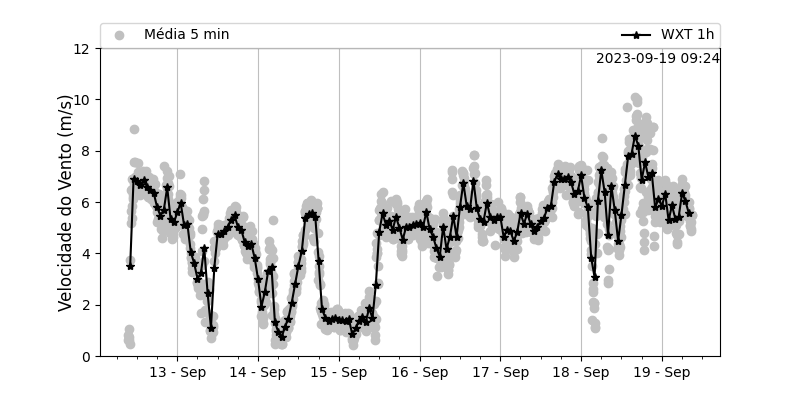 Média 5 min
WXT 1h
2023-09-19 09:24
Velocidade do Vento (m/s)
12
10
8
6
4
2
0
13 - Sep
14 - Sep
15 - Sep
16 - Sep
17 - Sep
18 - Sep
19 - Sep